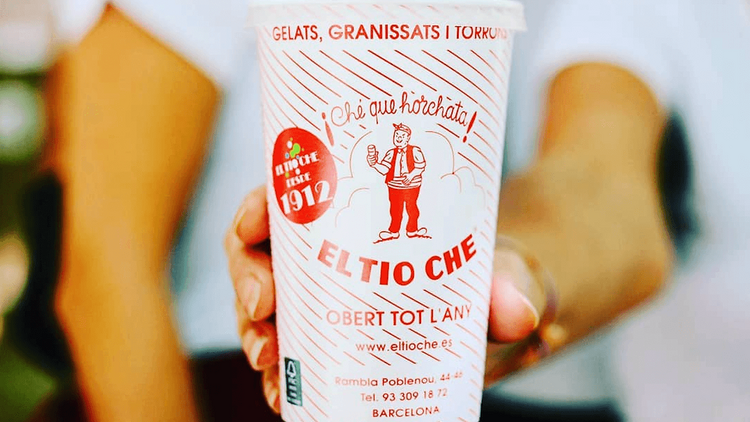 GELATS, GRANISSATS I TORRONS
¡Ché que horchata!
EL TIO CHE
DESDE
1912
EL TIO CHE
OBERT TOT L'ANY
www.eltioche.es
Rambla Poblenou, 44-46
Tel. 93 309 18 72
BARCELONA